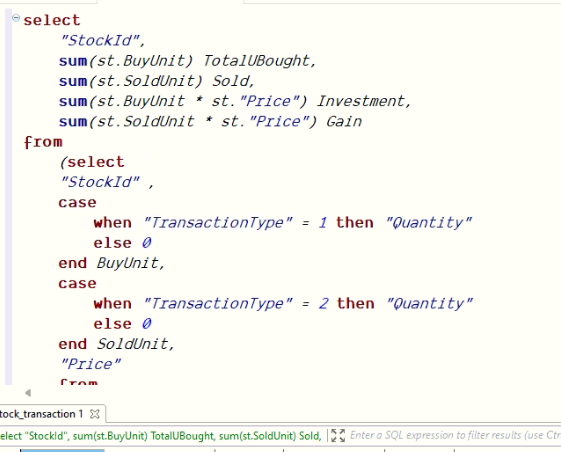 select
"StockId",
sum(st.BuyUnit) TotalUBought,
sum(st.SoldUnit) Sold,
sum(st.BuyUnit * st."Price") Investment,
sum(st.SoldUnit * st."Price") Gain
from
(select
"StockId" ,
case
when "TransactionType" = 1 then "Quantity"
else 0
end BuyUnit,
case
when "TransactionType" = 2 then "Quantity"
else 0
end SoldUnit,
"Price"
from
tock_transaction 1
elect "StockId", sum(st.BuyUnit) TotalUBought, sum(st.SoldUnit) Sold, Enter a SQL expression to filter results (use Ctr